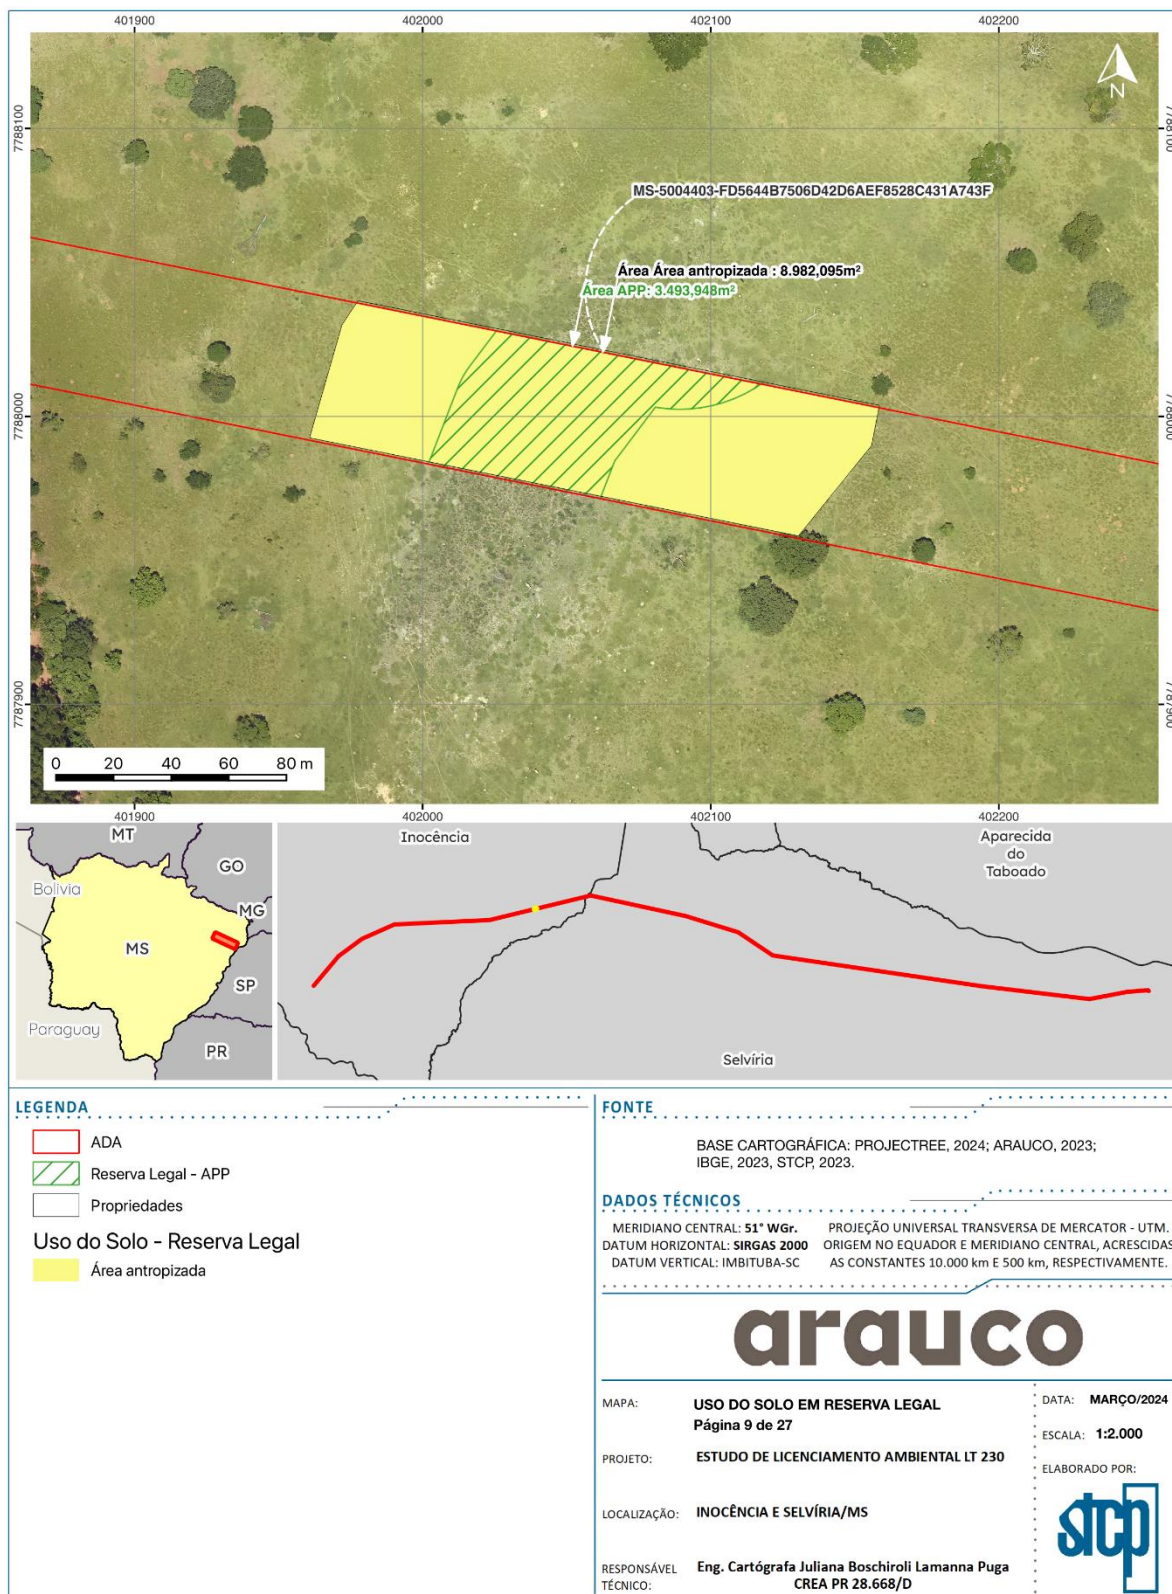 401900
402000
402100
402200
7788100
7788100
N
MS-5004403-FD5644B7506D42D6AEF8528C431A743F
Área Área antropizada : 8.982,095m²
Área APP: 3.493,948m²
7788000
7788000
7787900
7787900
0 20 40 60 80 m
401900
402000
402100
402200
MT
GO
Bolivia
MG
MS
SP
Paraguay
PR
Inocência
Aparecida
do
Taboado
Selvíria
LEGENDA
ADA
Reserva Legal - APP
Propriedades
Uso do Solo - Reserva Legal
Área antropizada
FONTE
BASE CARTOGRÁFICA: PROJECTREE, 2024; ARAUCO, 2023;
IBGE, 2023, STCP, 2023.
DADOS TÉCNICOS
MERIDIANO CENTRAL: 51° WGr.
DATUM HORIZONTAL: SIRGAS 2000
DATUM VERTICAL: IMBITUBA-SC
PROJEÇÃO UNIVERSAL TRANSVERSA DE MERCATOR - UTM.
ORIGEM NO EQUADOR E MERIDIANO CENTRAL, ACRESCIDAS
AS CONSTANTES 10.000 km E 500 km, RESPECTIVAMENTE.
arauco
MAPA: USO DO SOLO EM RESERVA LEGAL
Página 9 de 27
PROJETO: ESTUDO DE LICENCIAMENTO AMBIENTAL LT 230
LOCALIZAÇÃO: INOCÊNCIA E SELVÍRIA/MS
RESPONSÁVEL
TÉCNICO:
Eng. Cartógrafa Juliana Boschiroli Lamanna Puga
CREA PR 28.668/D
DATA: MARÇO/2024
ESCALA: 1:2.000
ELABORADO POR:
stcp